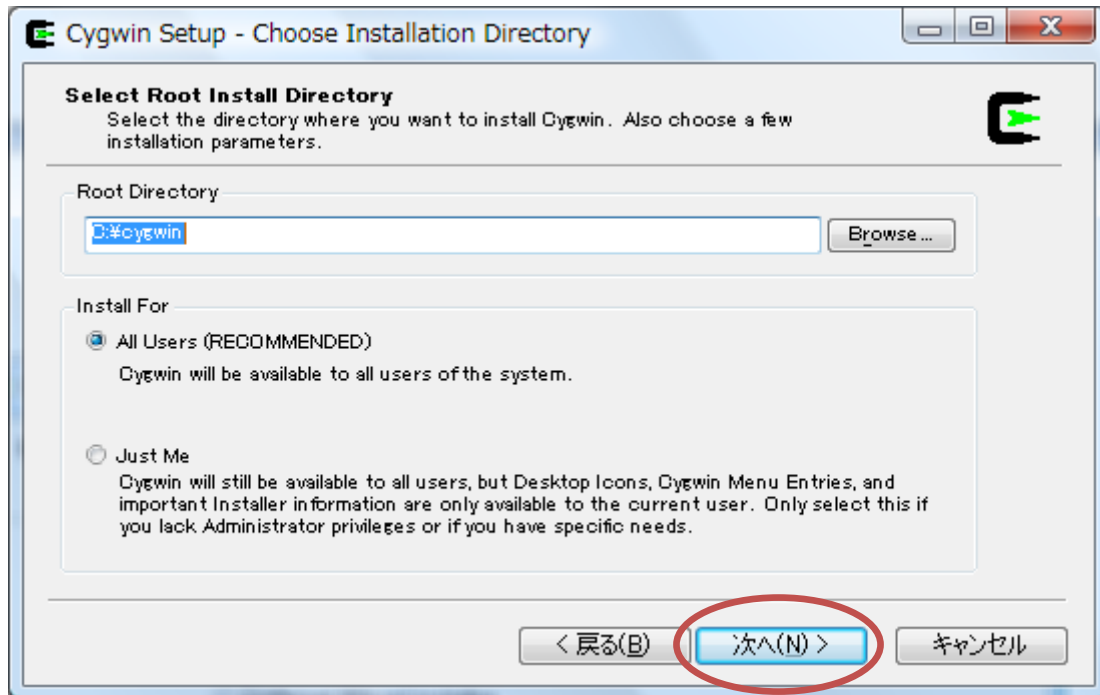 Cygwin Setup - Choose Installation Directory
Select Root Install Directory
Select the directory where you want to install Cygwin. Also choose a few
installation parameters.
Root Directory
C:¥cygwin
Browse...
Install For
All Users (RECOMMENDED)
Cygwin will be available to all users of the system.
Just Me
Cygwin will still be available to all users, but Desktop Icons, Cygwin Menu Entries, and
important Installer information are only available to the current user. Only select this if
you lack Administrator privileges or if you have specific needs.
< 戻る(B)
次へ(N) >
キャンセル